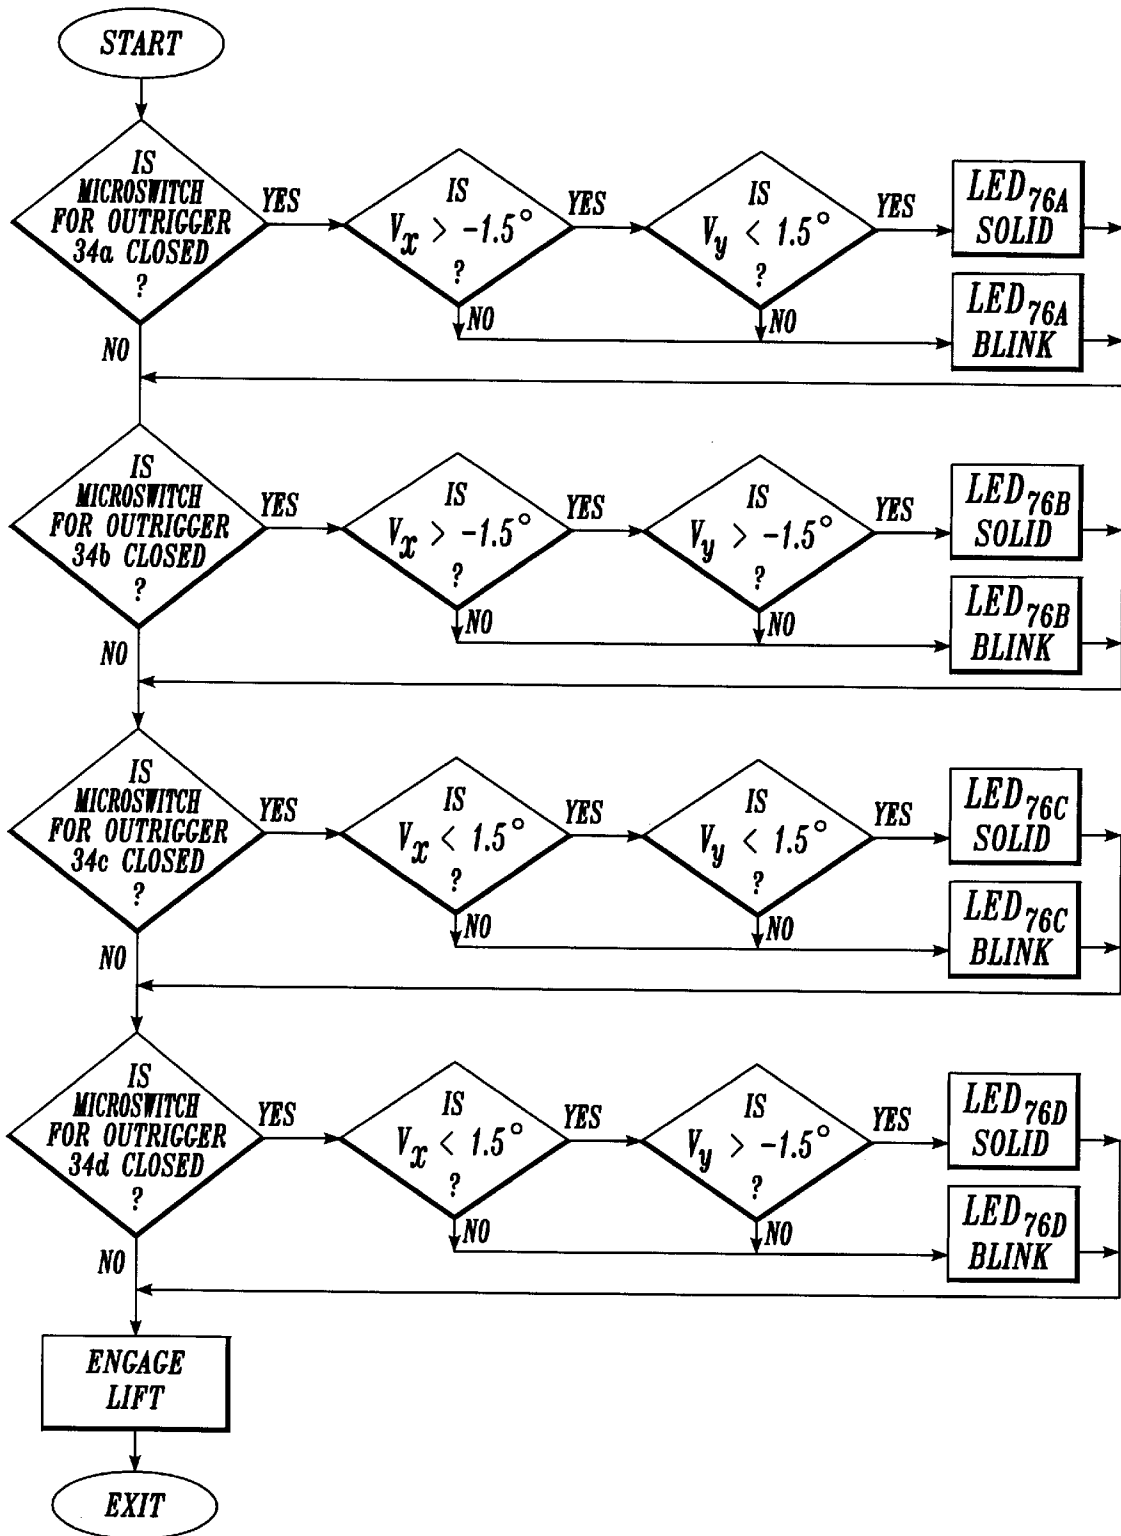 START
IS
MICROSWITCH
FOR OUTRIGGER
34a CLOSED
?
YES
NO
IS
Vx > -1.5°
?
YES
NO
IS
Vy < 1.5°
?
YES
NO
LED76A
SOLID
LED76A
BLINK
IS
MICROSWITCH
FOR OUTRIGGER
34b CLOSED
?
YES
NO
IS
Vx > -1.5°
?
YES
NO
IS
Vy > -1.5°
?
YES
NO
LED76B
SOLID
LED76B
BLINK
IS
MICROSWITCH
FOR OUTRIGGER
34c CLOSED
?
YES
NO
IS
Vx < 1.5°
?
YES
NO
IS
Vy < 1.5°
?
YES
NO
LED76C
SOLID
LED76C
BLINK
IS
MICROSWITCH
FOR OUTRIGGER
34d CLOSED
?
YES
NO
IS
Vx < 1.5°
?
YES
NO
IS
Vy > -1.5°
?
YES
NO
LED76D
SOLID
LED76D
BLINK
ENGAGE
LIFT
EXIT